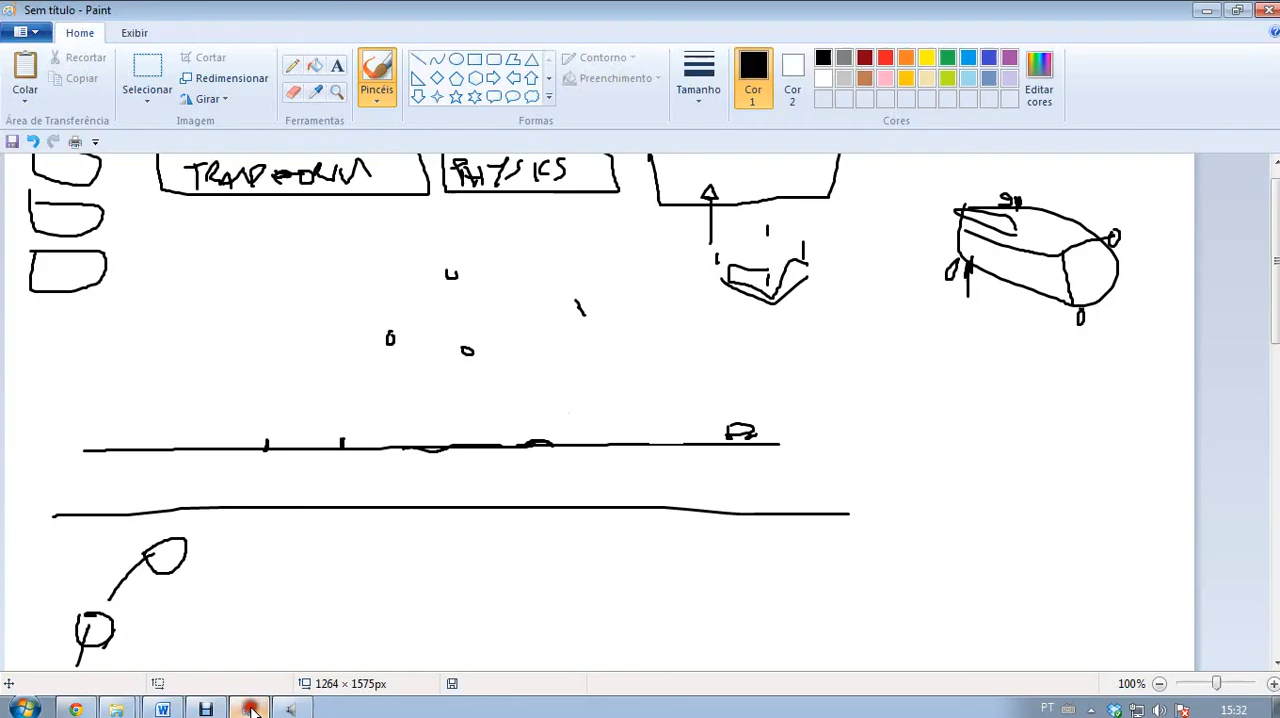 Sem título - Paint
Home Exibir
Colar
Recortar
Copiar
Área de Transferência
Selecionar
Cortar
Redimensionar
Girar
Imagem
Ferramentas
Pincéis
Contorno
Preenchimento
Formas
Tamanho
Cor
1
Cor
2
Editar
cores
Cores
PHYSICS
1264 × 1575px
100%
PT
15:32